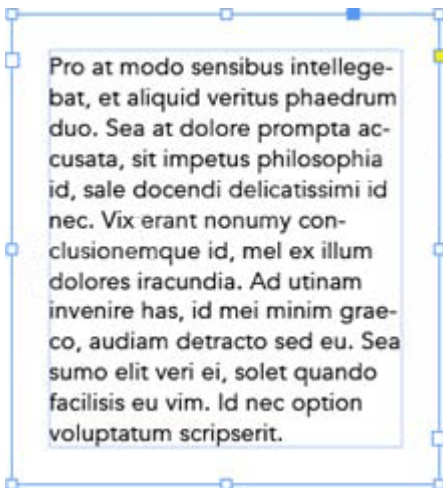 Pro at modo sensibus intellege-
bat, et aliquid veritus phaedrum
duo. Sea at dolore prompta ac-
cusata, sit impetus philosophia
id, sale docendi delicatissimi id
nec. Vix erant nonumy con-
clusionemque id, mel ex illum
dolores iracundia. Ad utinam
invenire has, id mei minim grae-
co, audiam detracto sed eu. Sea
sumo elit veri ei, solet quando
facilisis eu vim. Id nec option
voluptatum scripserit.